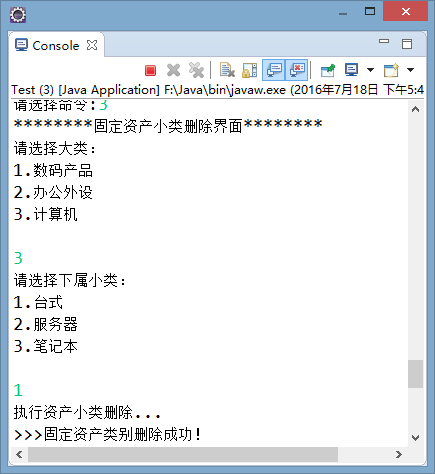 Console
Test (3) [Java Application] F:\Java\bin\javaw.exe (2016年7月18日 下午5:4
请选择命令:3
********固定资产小类删除界面********
请选择大类:
1.数码产品
2.办公外设
3.计算机
3
请选择下属小类:
1.台式
2.服务器
3.笔记本
1
执行资产小类删除...
>>>固定资产类别删除成功!